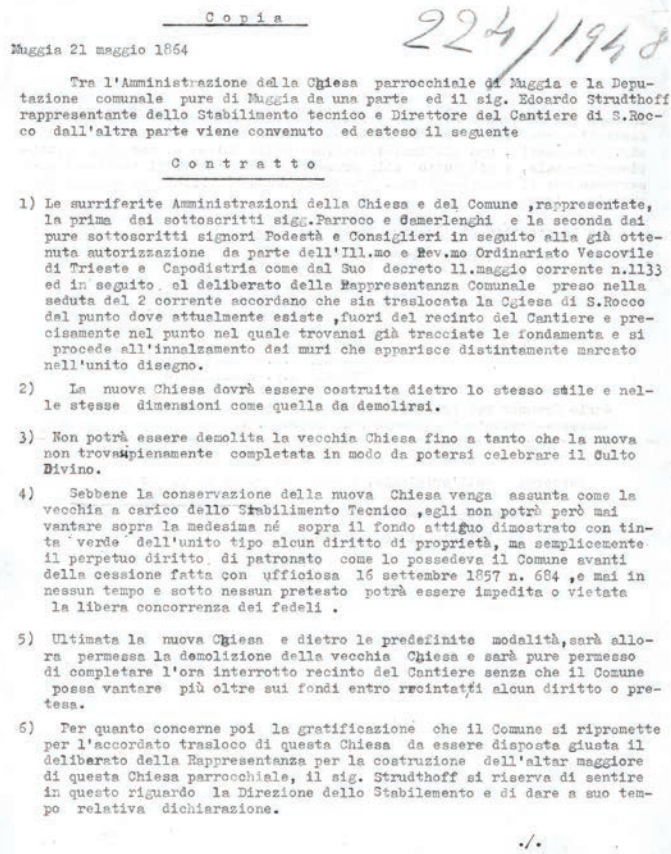 Copia
224/1948
Muggia 21 maggio 1864
Tra l'Amministrazione della Chiesa parrocchiale di Muggia e la Depu-
tazione comunale pure di Muggia da una parte ed il sig. Edoardo Strudthoff
rappresentante dello Stabilimento tecnico e Direttore del Cantiere di S.Roc-
co dall'altra parte viene convenuto ed esteso il seguente
Contratto
1) Le surriferite Amministrazioni della Chiesa e del Comune ,rappresentate,
la prima dai sottoscritti sigg.Parroco e Camerlenghi e la seconda dai
pure sottoscritti signori Podestà e Consiglieri in seguito alla già otte-
nuta autorizzazione da parte dell'Ill.mo e Rev.mo Ordinariato Vescovile
di Trieste e Capodistria come dal Suo decreto 11.maggio corrente n.1133
ed in seguito. al deliberato della Rappresentanza Comunale preso nella
seduta del 2 corrente accordano che sia traslocata la Cgiesa di S.Rocco
dal punto dove attualmente esiste ,fuori del recinto del Cantiere e pre-
cisamente nel punto nel quale trovansi già tracciate le fondamenta e si
procede all'innalzamento dei muri che apparisce distintamente marcato
nell'unito disegno.
2) La nuova Chiesa dovrà essere costruita dietro lo stesso stile e nel-
le stesse dimensioni come quella da demolirsi.
3) Non potrà essere demolita la vecchia Chiesa fino a tanto che la nuova
non trovasi pienamente completata in modo da potersi celebrare il Culto
Divino.
4) Sebbene la conservazione della nuova Chiesa venga assunta come la
vecchia a carico dello Stabilimento Tecnico ,egli non potrà però mai
vantare sopra la medesima né sopra il fondo attiguo dimostrato con tin-
ta verde dell'unito tipo alcun diritto di proprietà, ma semplicemente
il perpetuo diritto. di patronato come lo possedeva il Comune avanti
della cessione fatta con ufficiosa 16 settembre 1857 n. 684 ,e mai in
nessun tempo e sotto nessun pretesto potrà essere impedita o vietata
la libera concorrenza dei fedeli .
5) Ultimata la nuova Chiesa e dietro le predefinite modalità,sarà allo-
ra permessa la demolizione della vecchia Chiesa e sarà pure permesso
di completare l'ora interrotto recinto del Cantiere senza che il Comune
possa vantare più oltre sui fondi entro recintatti alcun diritto o pre-
tesa.
6) Per quanto concerne poi la gratificazione che il Comune si ripromette
per l'accordato trasloco di questa Chiesa da essere disposta giusta il
deliberato della Rappresentanza per la costruzione dell'altar maggiore
di questa Chiesa parrocchiale, il sig. Strudthoff si riserva di sentire
in questo riguardo la Direzione dello Stabilemento e di dare a suo tem-
po relativa dichiarazione.
./.